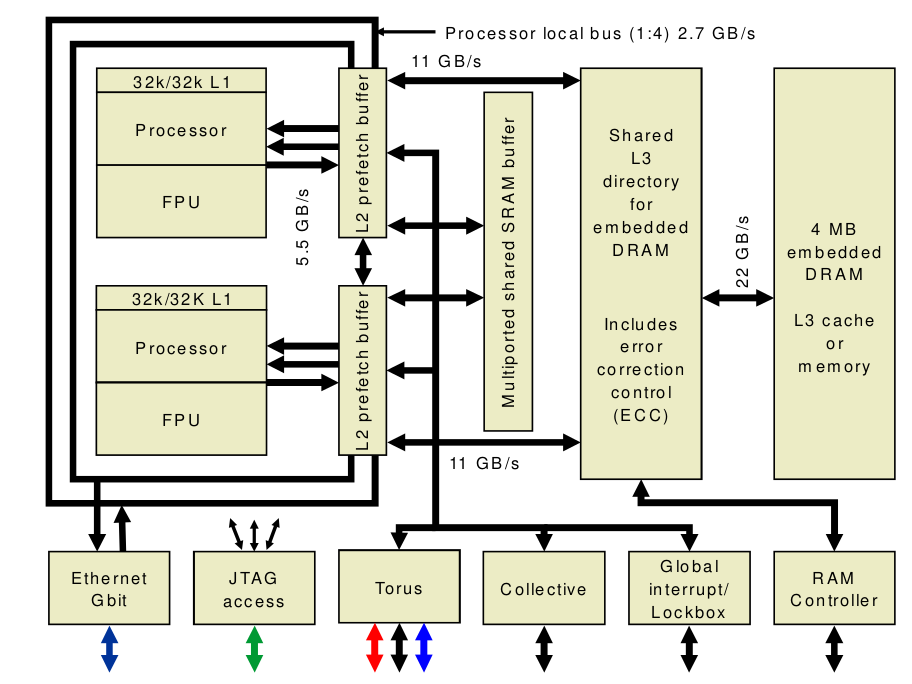 Processor local bus (1:4) 2.7 GB/s
11 GB/s
32k/32k L1
Processor
FPU
5.5 GB/s
L2 prefetch buffer
Multiported shared SRAM buffer
Shared
L3
directory
for
embedded
DRAM
Includes
error
correction
control
(ECC)
22 GB/s
4 MB
embedded
DRAM
L3 cache
or
memory
32k/32K L1
Processor
FPU
L2 prefetch buffer
11 GB/s
Ethernet
Gbit
JTAG
access
Torus
Collective
Global
interrupt/
Lockbox
RAM
Controller